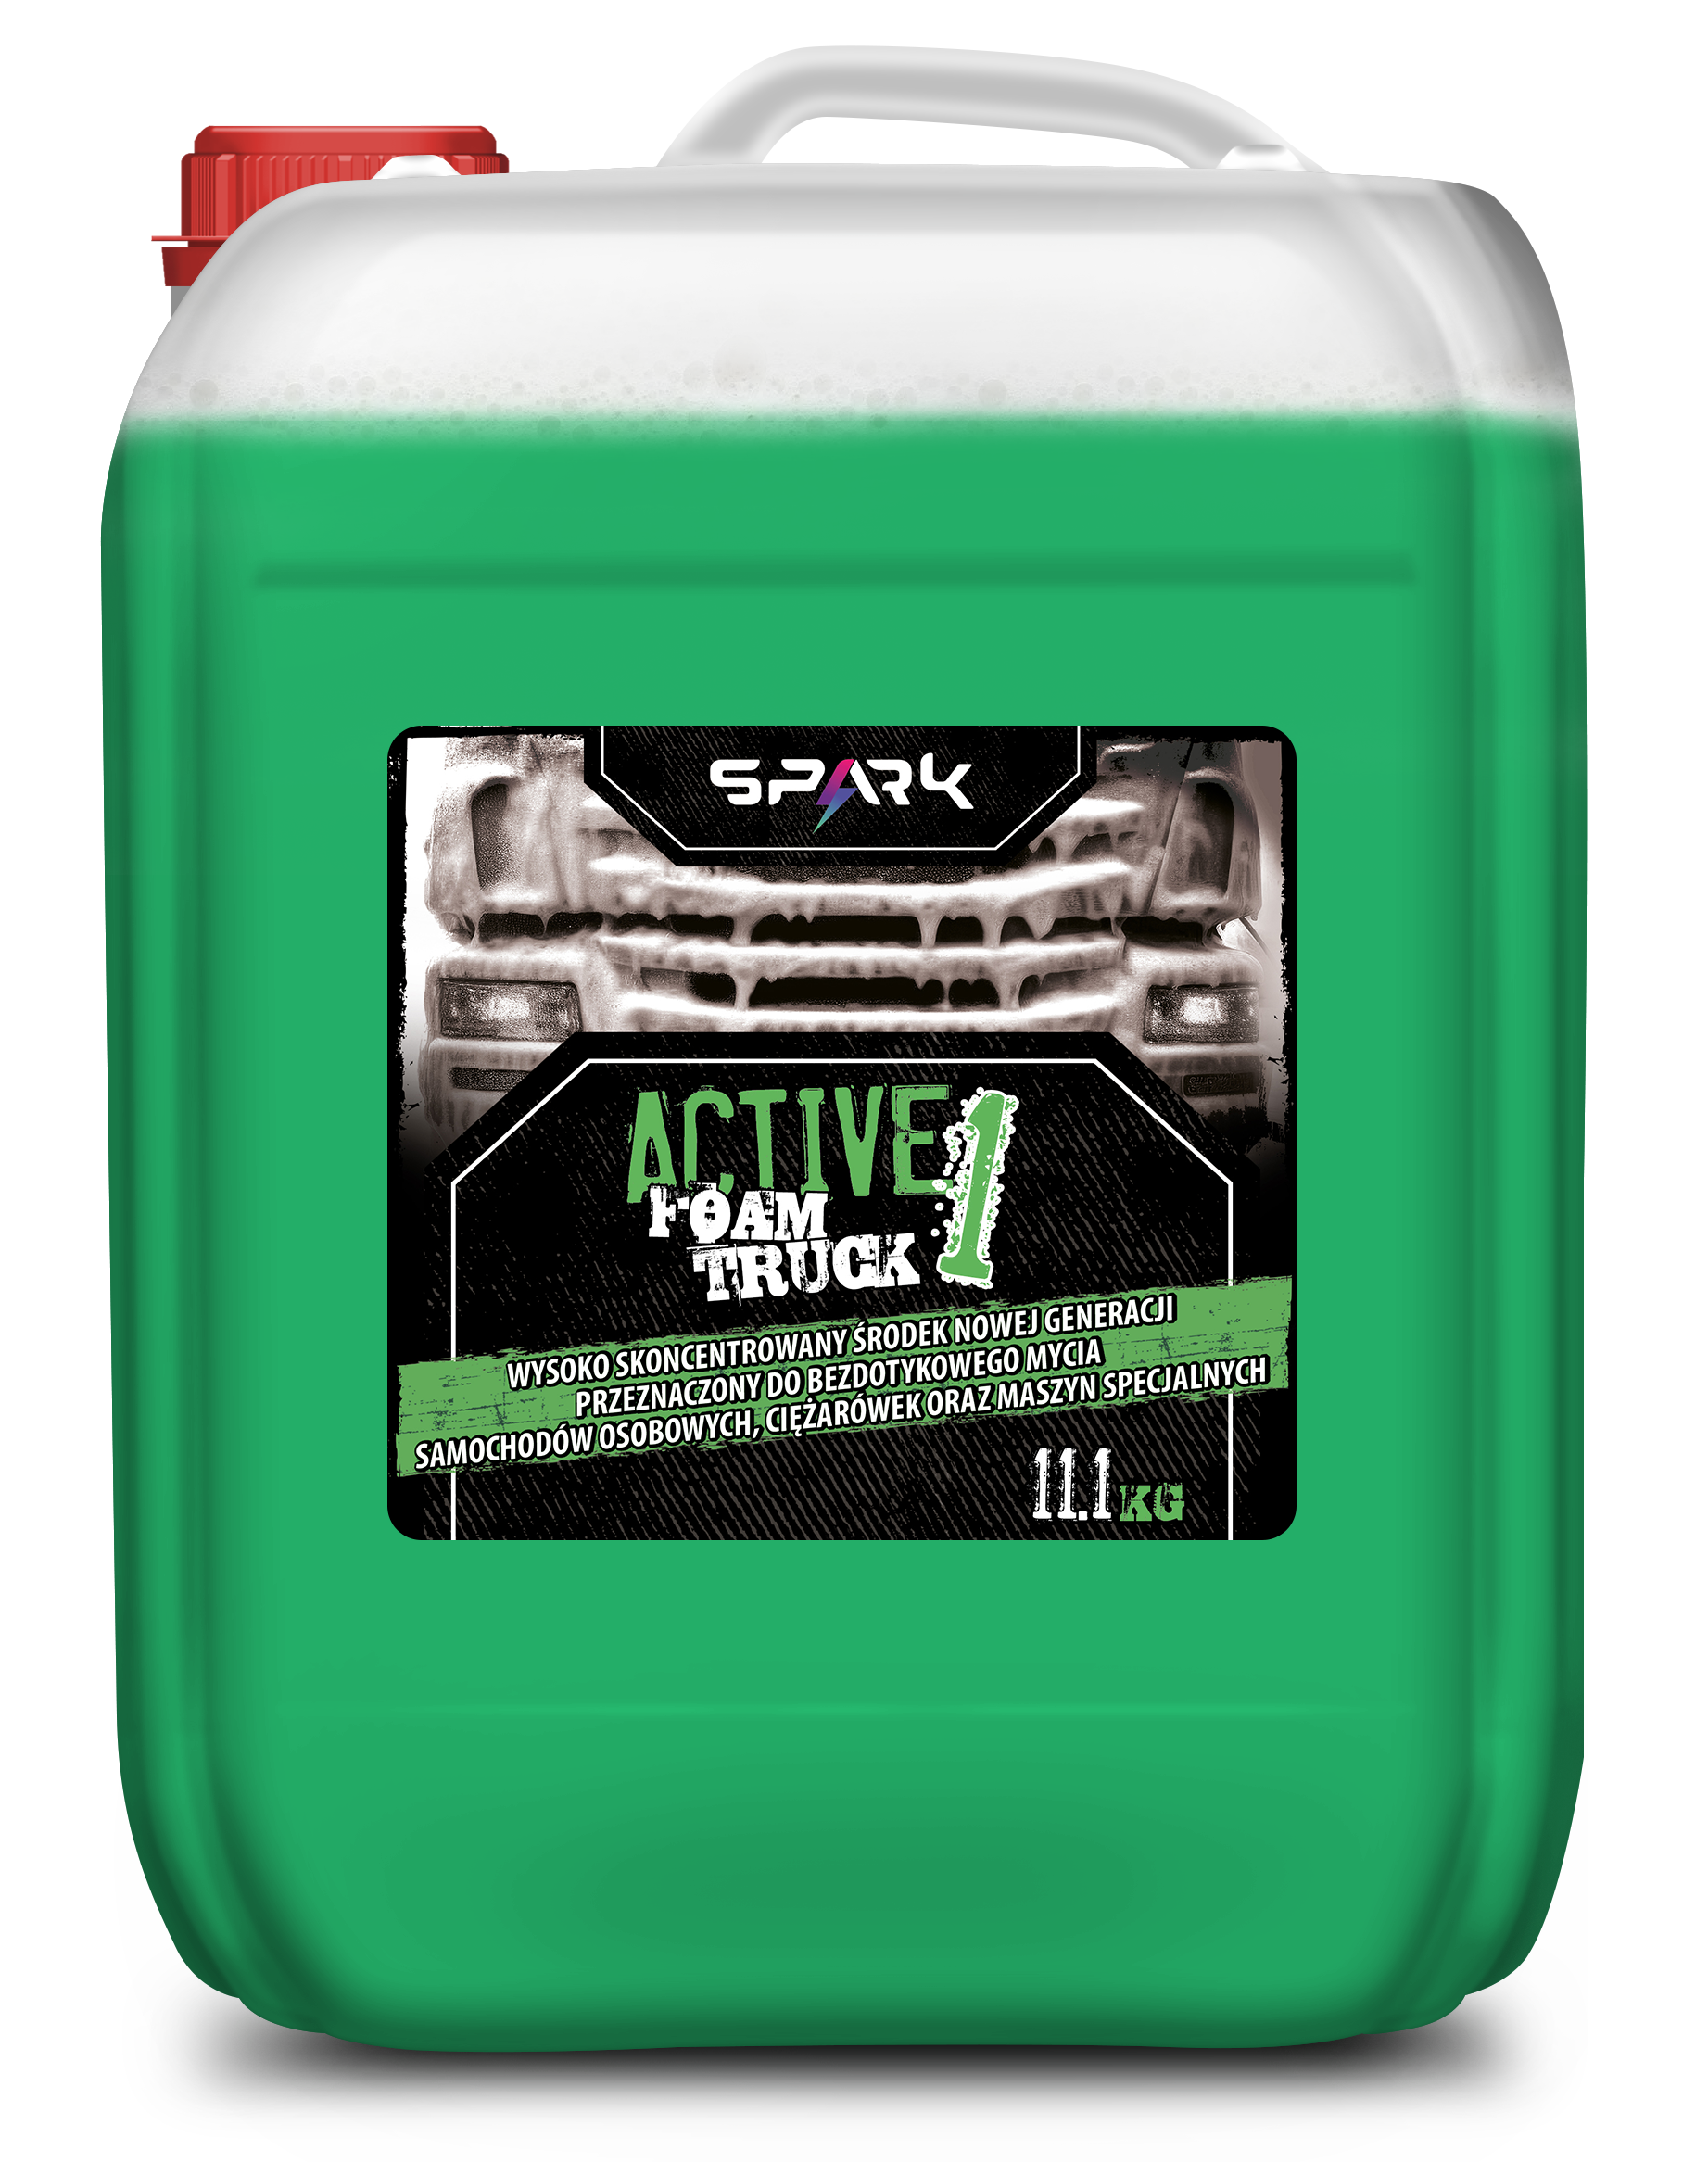 SPARK
ACTIVE 1
FOAM
TRUCK
WYSOKO SKONCENTROWANY ŚRODEK NOWEJ GENERACJI
PRZEZNACZONY DO BEZDOTYKOWEGO MYCIA
SAMOCHODÓW OSOBOWYCH, CIĘŻARÓWEK ORAZ MASZYN SPECJALNYCH
11.1 KG